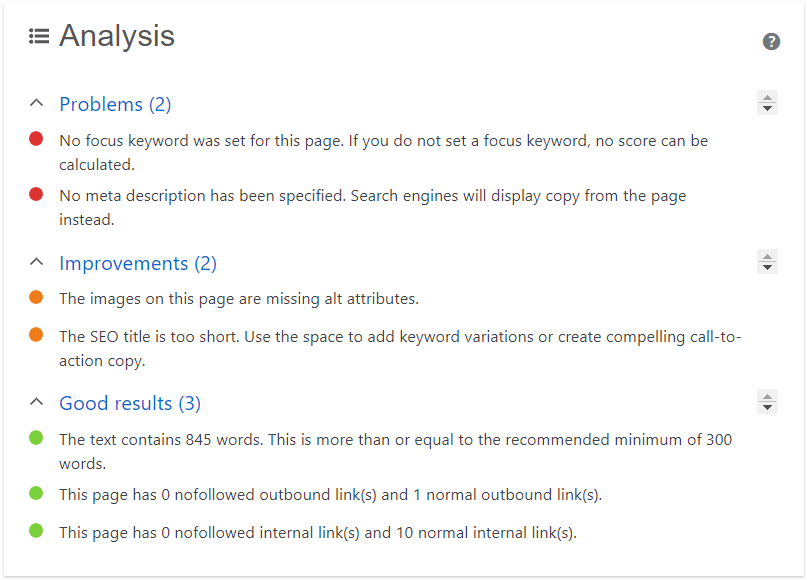 Analysis
?
Problems (2)
No focus keyword was set for this page. If you do not set a focus keyword, no score can be
calculated.
No meta description has been specified. Search engines will display copy from the page
instead.
Improvements (2)
The images on this page are missing alt attributes.
The SEO title is too short. Use the space to add keyword variations or create compelling call-to-
action copy.
Good results (3)
The text contains 845 words. This is more than or equal to the recommended minimum of 300
words.
This page has 0 nofollowed outbound link(s) and 1 normal outbound link(s).
This page has 0 nofollowed internal link(s) and 10 normal internal link(s).